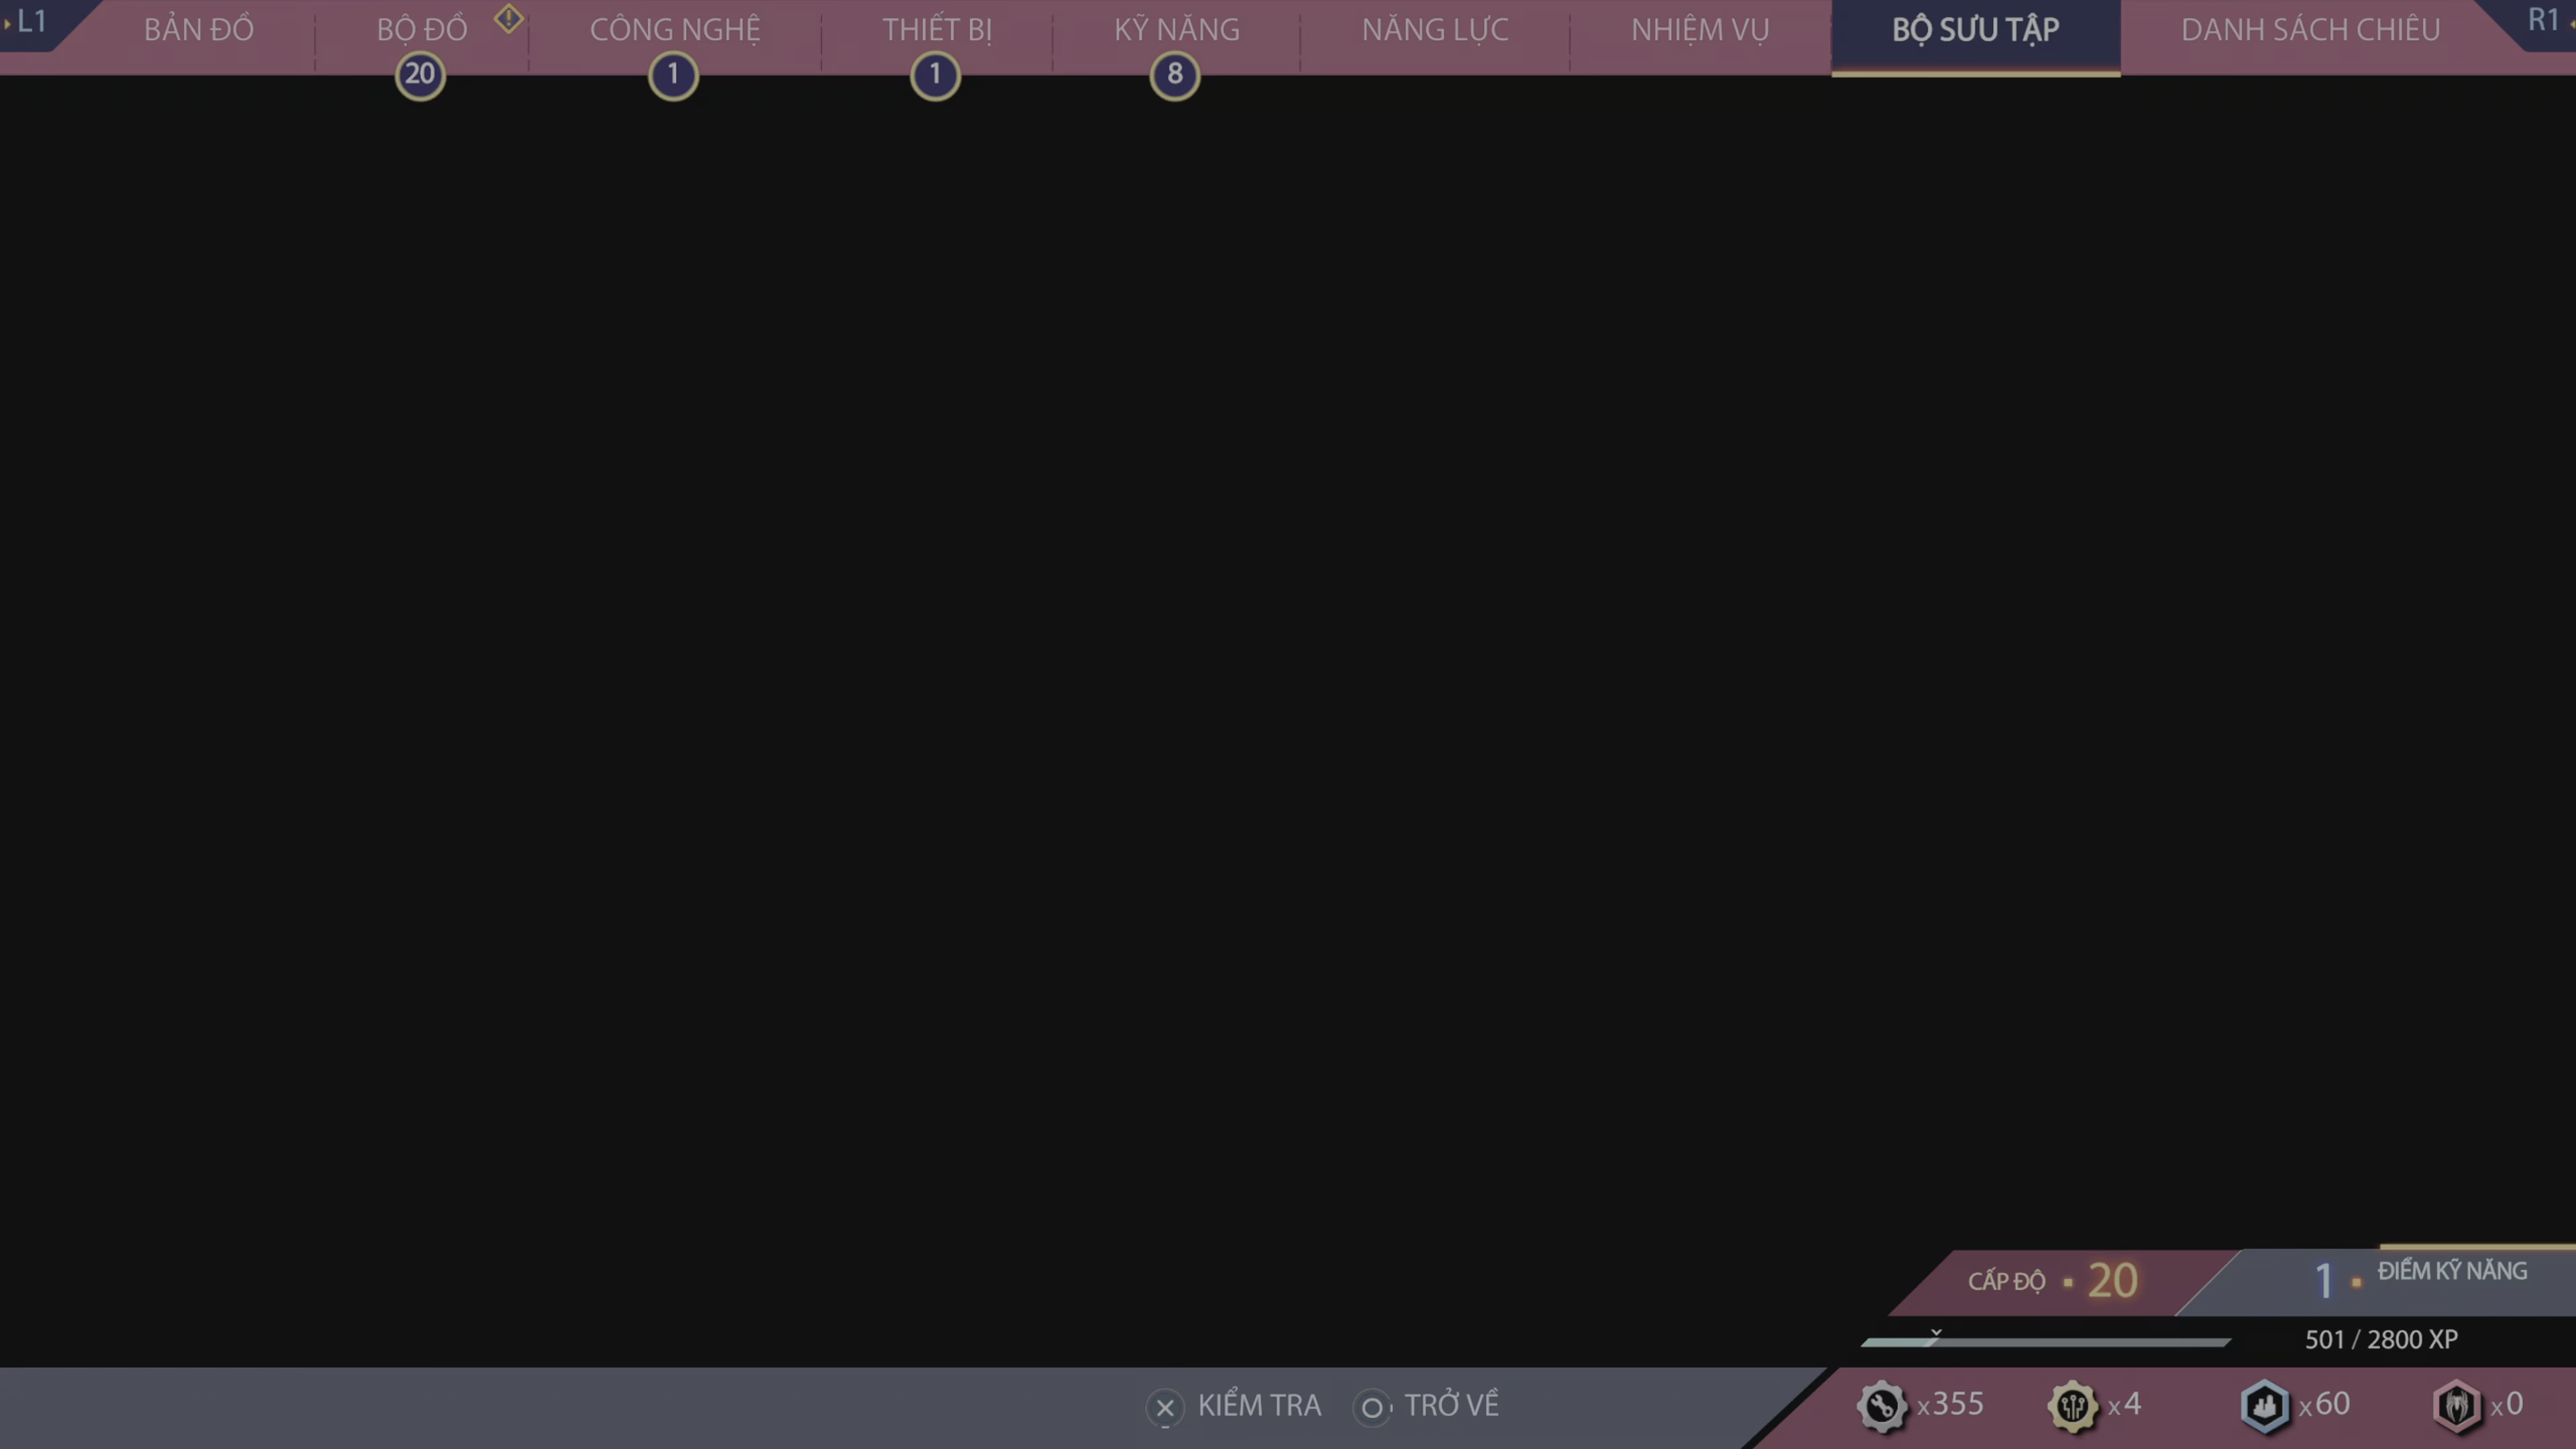 L1
BẢN ĐỒ
BỘ ĐỒ
20
CÔNG NGHỆ
1
THIẾT BỊ
1
KỸ NĂNG
8
NĂNG LỰC
NHIỆM VỤ
BỘ SƯU TẬP
DANH SÁCH CHIÊU
R1
CẤP ĐỘ 20
1 ĐIỂM KỸ NĂNG
501 / 2800 XP
KIỂM TRA
TRỞ VỀ
x355
x4
x60
x0